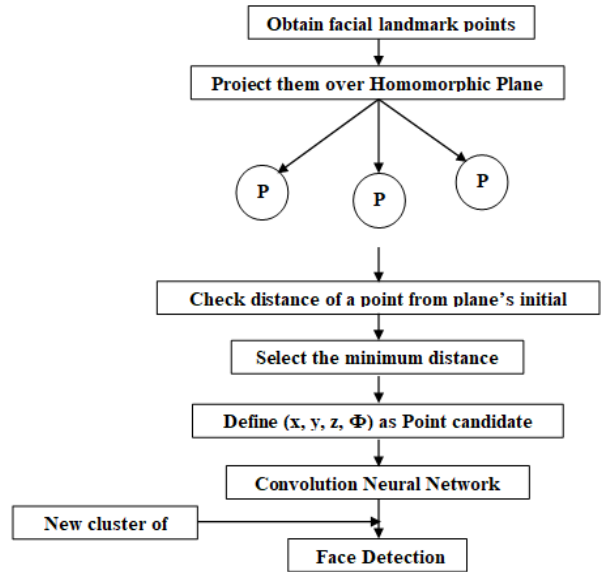 Obtain facial landmark points
Project them over Homomorphic Plane
P
P
P
Check distance of a point from plane's initial
Select the minimum distance
Define (x, y, z, Φ) as Point candidate
Convolution Neural Network
New cluster of
Face Detection